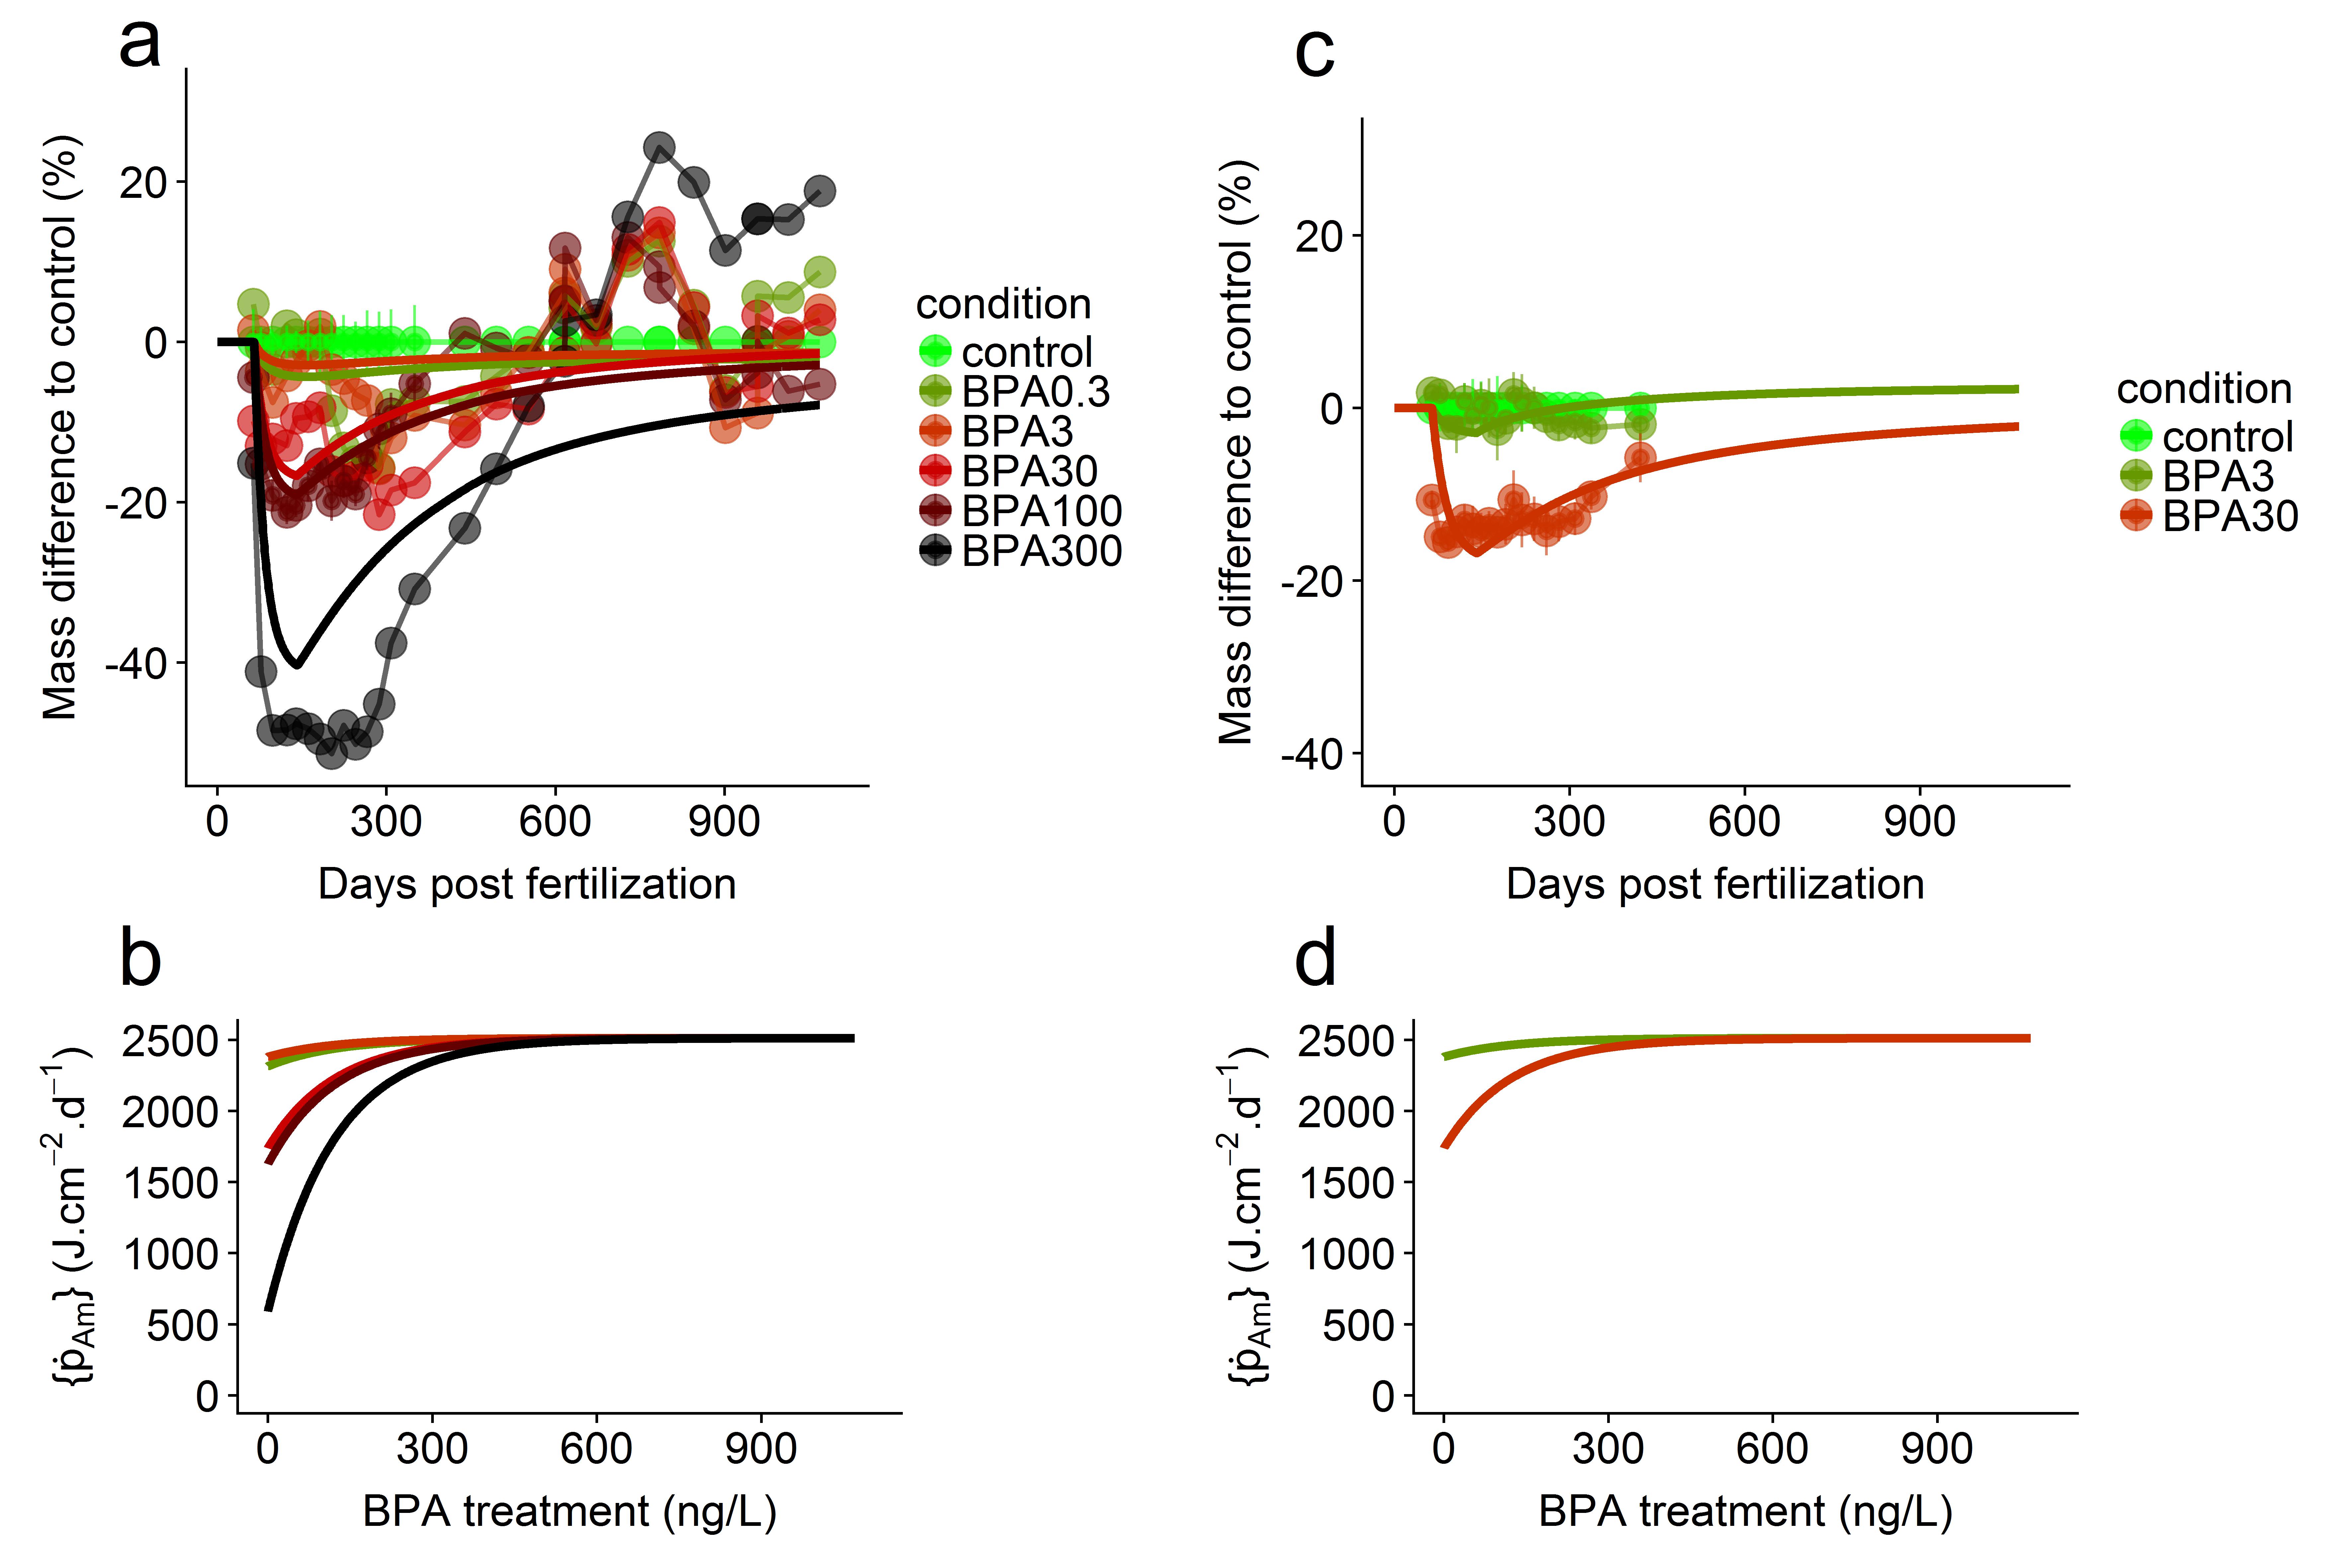 a
Mass difference to control (%)
20
0
-20
-40
0 300 600 900
Days post fertilization
condition
control
BPA0.3
BPA3
BPA30
BPA100
BPA300
c
Mass difference to control (%)
20
0
-20
-40
0 300 600 900
Days post fertilization
condition
control
BPA3
BPA30
b
{ṗAm} (J.cm−2.d−1)
2500
2000
1500
1000
500
0
0 300 600 900
BPA treatment (ng/L)
d
{ṗAm} (J.cm−2.d−1)
2500
2000
1500
1000
500
0
0 300 600 900
BPA treatment (ng/L)